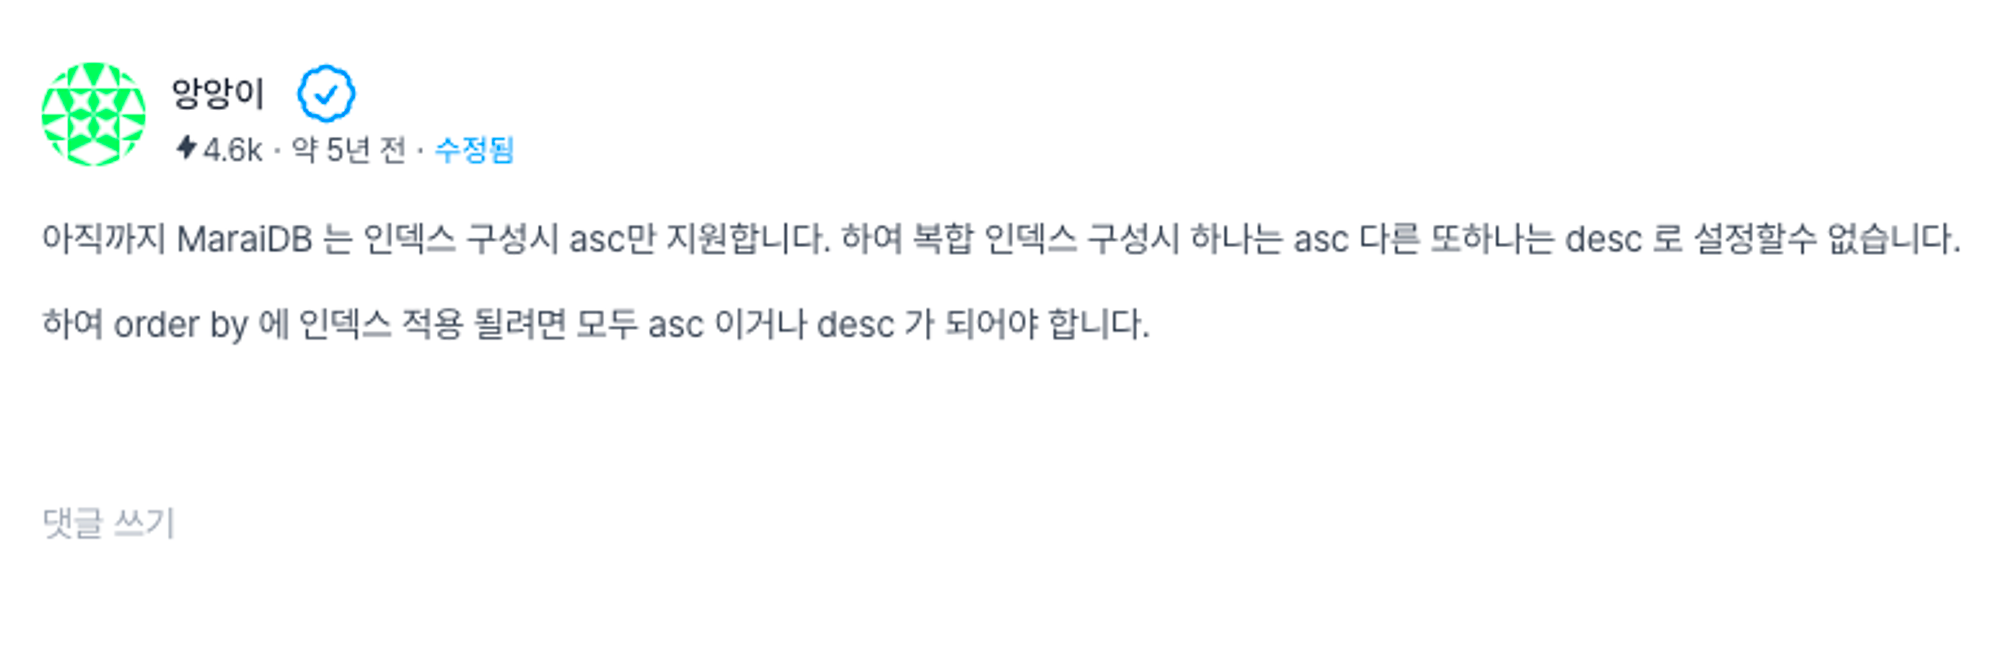 앙앙이
4.6k · 약 5년 전 · 수정됨
아직까지 MaraiDB 는 인덱스 구성시 asc만 지원합니다. 하여 복합 인덱스 구성시 하나는 asc 다른 또하나는 desc 로 설정할수 없습니다.
하여 order by 에 인덱스 적용 될려면 모두 asc 이거나 desc 가 되어야 합니다.
댓글 쓰기